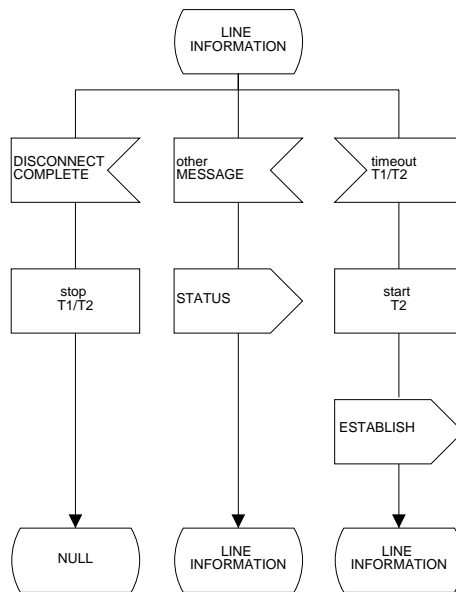 LINE
INFORMATION
DISCONNECT
COMPLETE
other
MESSAGE
timeout
T1/T2
stop
T1/T2
STATUS
start
T2
ESTABLISH
NULL
LINE
INFORMATION
LINE
INFORMATION